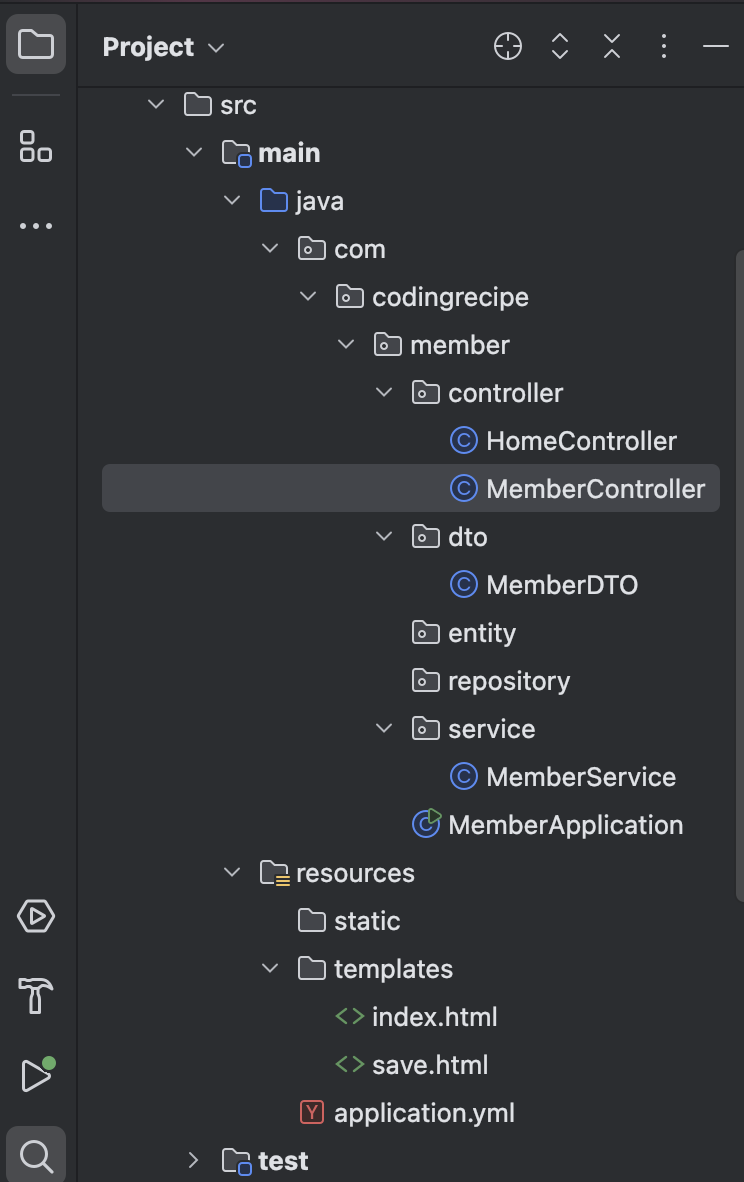 Project
src
main
java
com
codingrecipe
member
controller
C HomeController
C MemberController
dto
C MemberDTO
entity
repository
service
C MemberService
C MemberApplication
resources
static
templates
<> index.html
<> save.html
Y application.yml
test